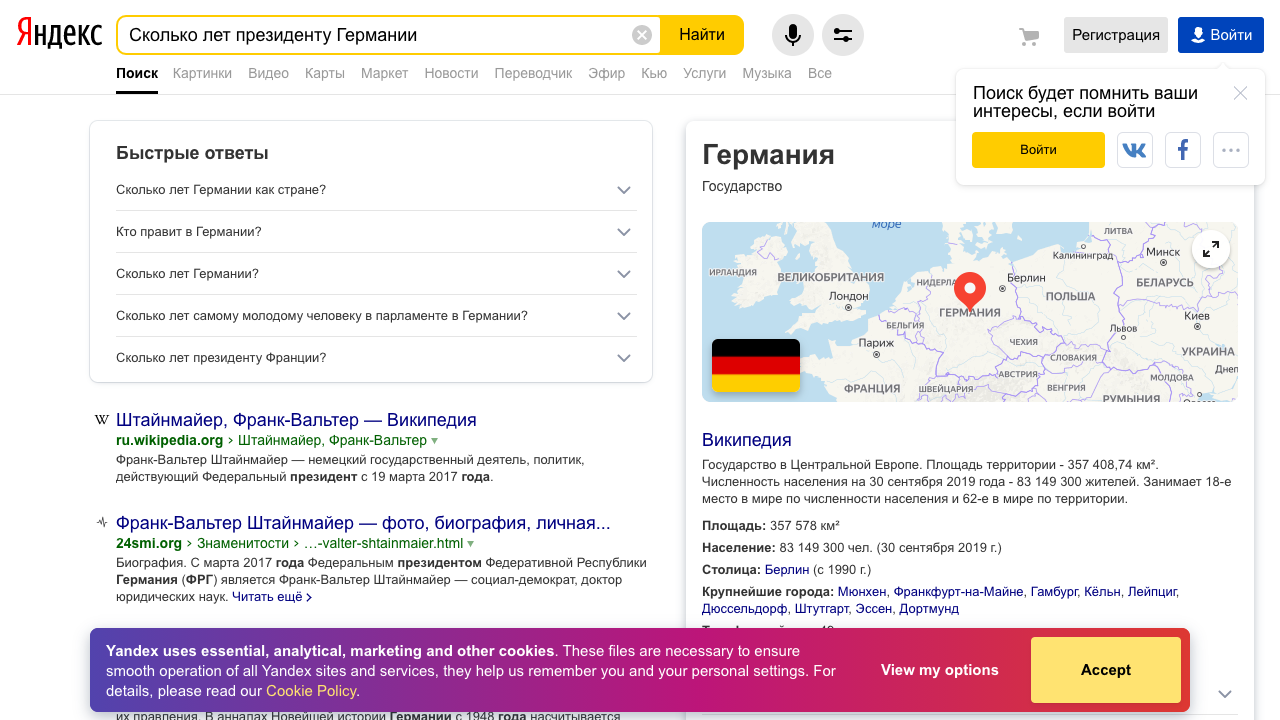 Яндекс
Сколько лет президенту Германии
Найти
Регистрация
Войти
Поиск Картинки Видео Карты Маркет Новости Переводчик Эфир Кью Услуги Музыка Все
Поиск будет помнить ваши
интересы, если войти
Войти
Быстрые ответы
Сколько лет Германии как стране?
Кто правит в Германии?
Сколько лет Германии?
Сколько лет самому молодому человеку в парламенте в Германии?
Сколько лет президенту Франции?
Штайнмайер, Франк-Вальтер — Википедия
ru.wikipedia.org › Штайнмайер, Франк-Вальтер
Франк-Вальтер Штайнмайер — немецкий государственный деятель, политик,
действующий Федеральный президент с 19 марта 2017 года.
Франк-Вальтер Штайнмайер — фото, биография, личная...
24smi.org › Знаменитости › …-valter-shtainmaier.html
Биография. С марта 2017 года Федеральным президентом Федеративной Республики
Германия (ФРГ) является Франк-Вальтер Штайнмайер — социал-демократ, доктор
юридических наук. Читать ещё ›
Германия
Государство
море
ЛИТВА
Калининград
Минск
ИРЛАНДИЯ
ВЕЛИКОБРИТАНИЯ
НИДЕРЛА
Берлин
БЕЛАРУСЬ
Лондон
ПОЛЬША
ГЕРМАНИЯ
Киев
БЕЛЬГИЯ
Львов
Париж
ЧЕХИЯ
УКРАИНА
СЛОВАКИЯ
Днеп
АВСТРИЯ
МОЛДОВА
ФРАНЦИЯ
ШВЕЙЦАРИЯ
ВЕНГРИЯ
РУМЫНИЯ
Википедия
Государство в Центральной Европе. Площадь территории - 357 408,74 км².
Численность населения на 30 сентября 2019 года - 83 149 300 жителей. Занимает 18-е
место в мире по численности населения и 62-е в мире по территории.
Площадь: 357 578 км²
Население: 83 149 300 чел. (30 сентября 2019 г.)
Столица: Берлин (с 1990 г.)
Крупнейшие города: Мюнхен, Франкфурт-на-Майне, Гамбург, Кёльн, Лейпциг,
Дюссельдорф, Штутгарт, Эссен, Дортмунд
Yandex uses essential, analytical, marketing and other cookies. These files are necessary to ensure
smooth operation of all Yandex sites and services, they help us remember you and your personal settings. For
details, please read our Cookie Policy.
View my options
Accept
их правления. В анналах Новейшей истории Германии с 1948 года насчитывается